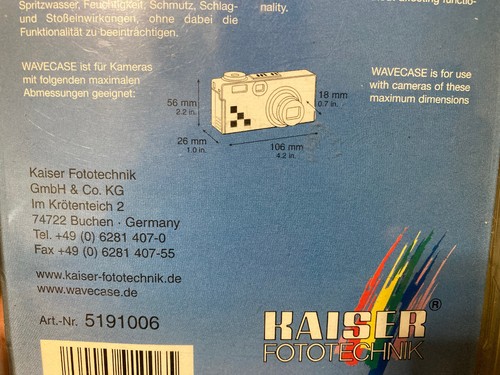 Spritzwasser, Feuchtigkeit, Schmutz, Schlag-
und Stoßeinwirkungen, ohne dabei die
Funktionalität zu beeinträchtigen.
nality.
WAVECASE ist für Kameras
mit folgenden maximalen
Abmessungen geeignet:
56 mm
2.2 in.
18 mm
0.7 in.
26 mm
1.0 in.
106 mm
4.2 in.
WAVECASE is for use
with cameras of these
maximum dimensions
Kaiser Fototechnik
GmbH & Co. KG
Im Krötenteich 2
74722 Buchen · Germany
Tel. +49 (0) 6281 407-0
Fax +49 (0) 6281 407-55
www.kaiser-fototechnik.de
www.wavecase.de
Art.-Nr. 5191006
KAISER®
FOTOTECHNIK